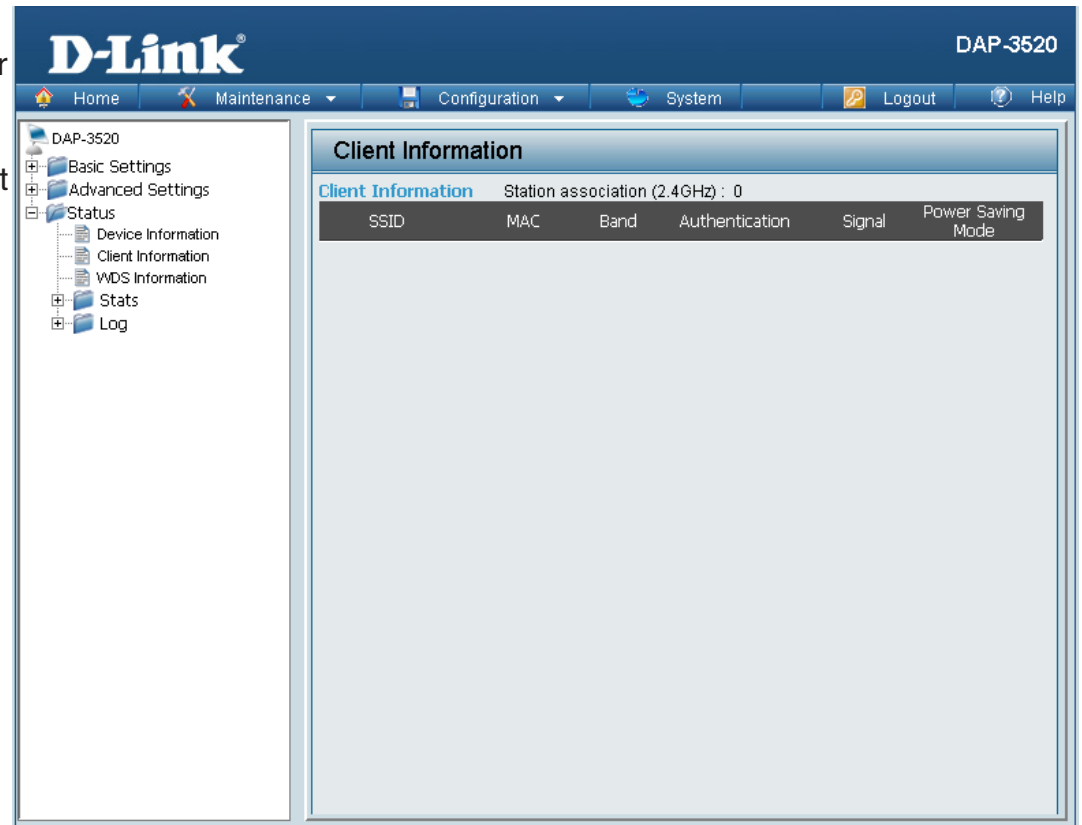 r
t
D-Link®
DAP-3520
Home Maintenance Configuration System Logout Help
DAP-3520
Basic Settings
Advanced Settings
Status
Device Information
Client Information
WDS Information
Stats
Log
Client Information
Client Information Station association (2.4GHz) : 0
SSID MAC Band Authentication Signal Power Saving Mode